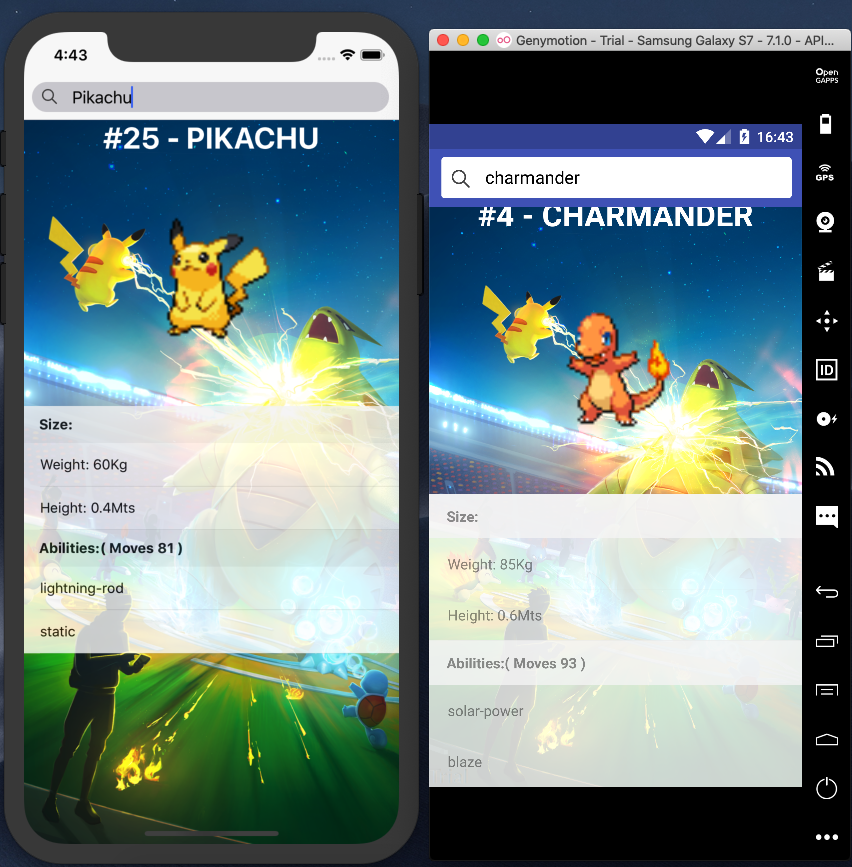 4:43
Pikachu
#25 - PIKACHU
Size:
Weight: 60Kg
Height: 0.4Mts
Abilities:( Moves 81 )
lightning-rod
static
Genymotion - Trial - Samsung Galaxy S7 - 7.1.0 - API...
Open
GAPPS
16:43
charmander
GPS
#4 - CHARMANDER
ID
Size:
Weight: 85Kg
Height: 0.6Mts
Abilities:( Moves 93 )
solar-power
blaze